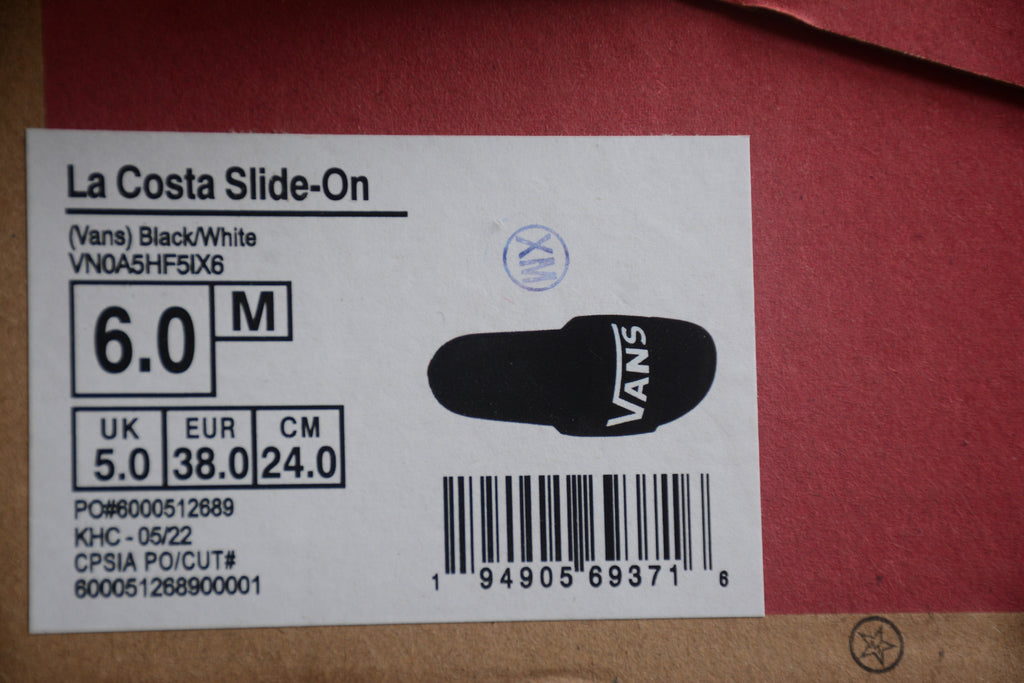 La Costa Slide-On
(Vans) Black/White
VN0A5HF5IX6
6.0 M
UK EUR CM
5.0 38.0 24.0
PO#6000512689
KHC - 05/22
CPSIA PO/CUT#
600051268900001
XM
VANS
1 94905 69371 6